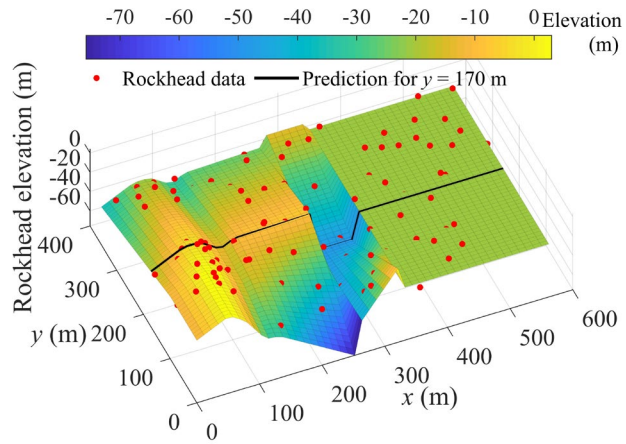 -70 -60 -50 -40 -30 -20 -10 0 Elevation
(m)
Rockhead data Prediction for y = 170 m
Rockhead elevation (m)
0
-20
-40
-60
400
300
200
100
0
y (m)
0
100
200
300
400
500
600
x (m)